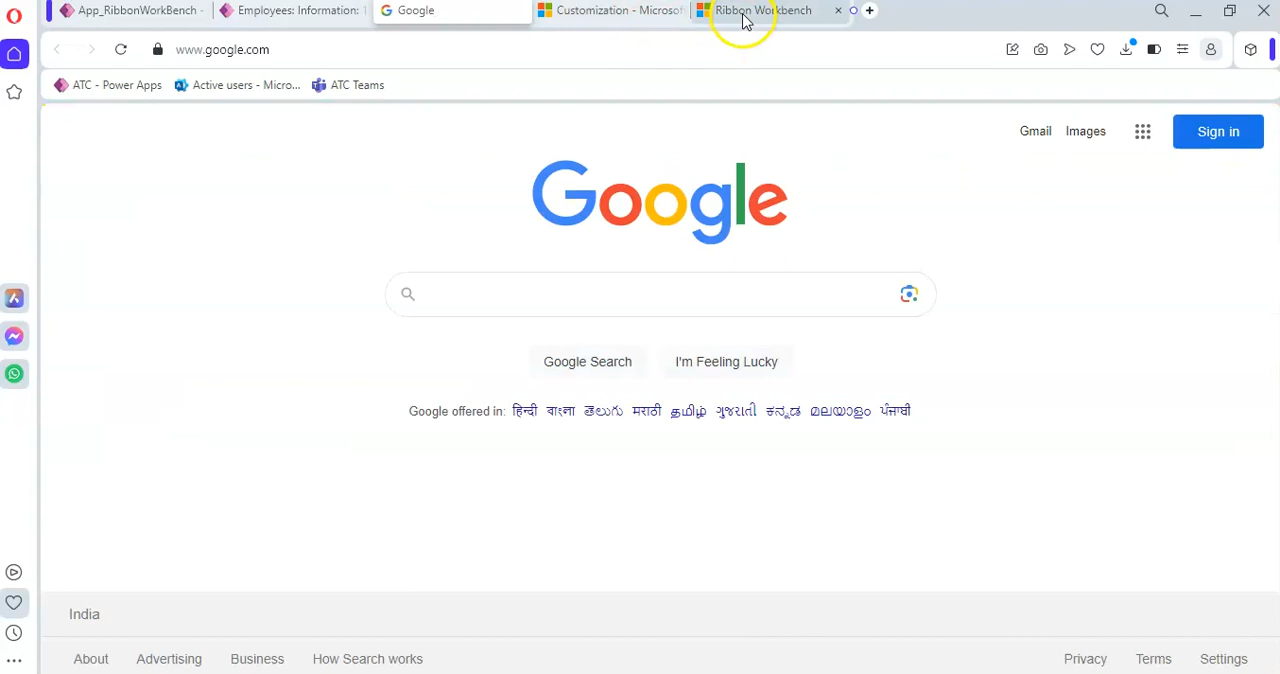 App_RibbonWorkBench -
Employees: Information:
Google
Customization - Microsof
Ribbon Workbench
www.google.com
ATC - Power Apps
Active users - Micro...
ATC Teams
Gmail
Images
Sign in
Google
Google Search
I'm Feeling Lucky
Google offered in: हिन्दी বাংলা తెలుగు मराठी தமிழ் ગુજરાતી ಕನ್ನಡ മലയാളം ਪੰਜਾਬੀ
India
About Advertising Business How Search works Privacy Terms Settings